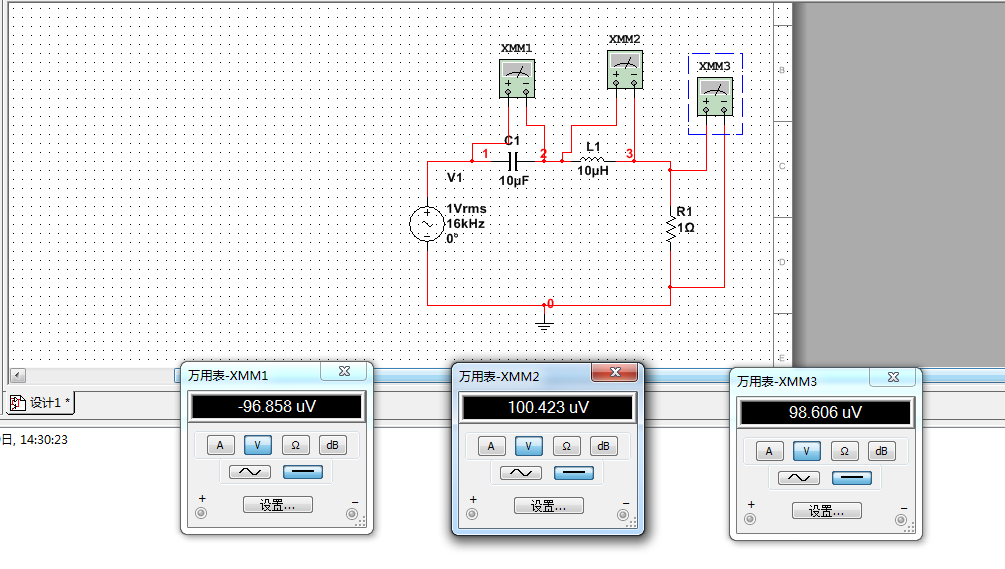 XMM1
XMM2
XMM3
B
C1
1
2
L1
3
C
V1
10µF
10µH
1Vrms
16kHz
0°
R1
1Ω
D
0
E
设计1 *
日, 14:30:23
万用表-XMM1
-96.858 uV
A V Ω dB
设置...
+ −
万用表-XMM2
100.423 uV
A V Ω dB
设置...
+ −
万用表-XMM3
98.606 uV
A V Ω dB
设置...
+ −